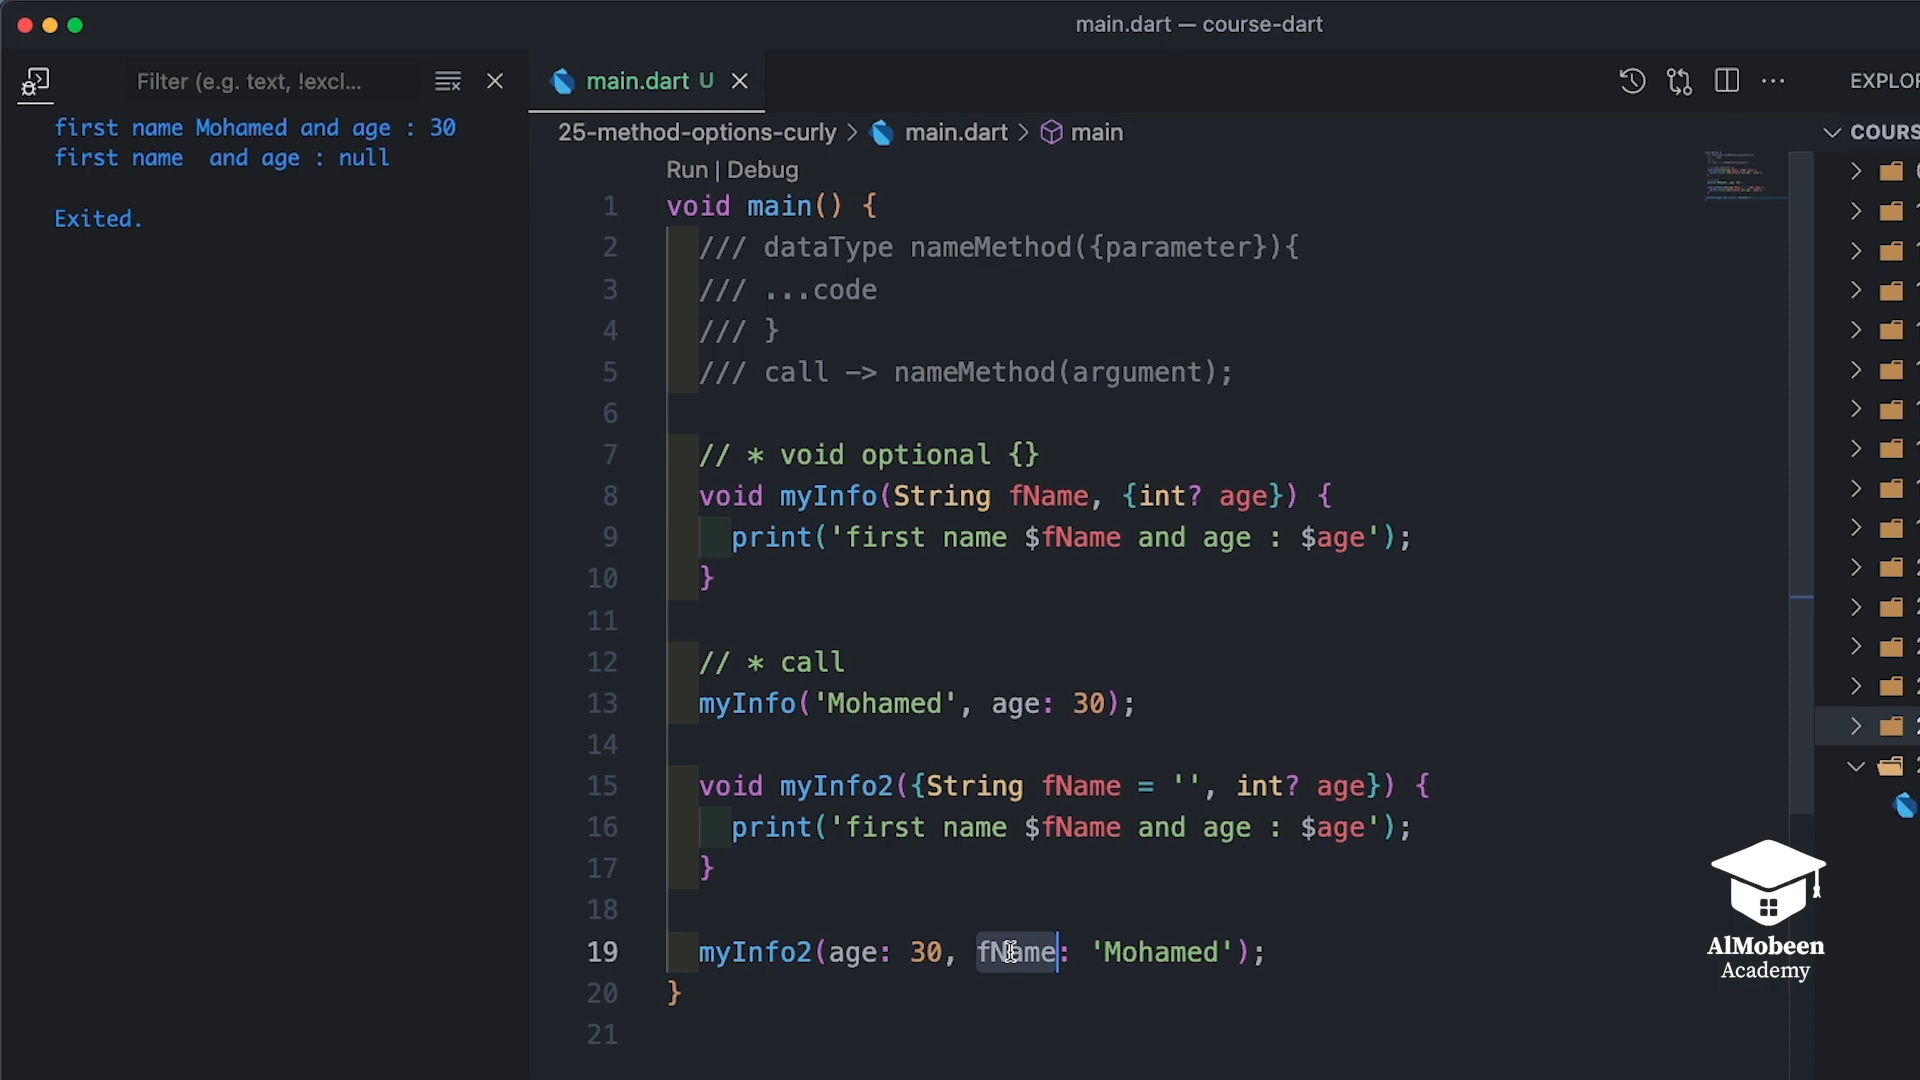 main.dart — course-dart
Filter (e.g. text, !excl...
main.dart U
EXPLOR
first name Mohamed and age : 30
first name  and age : null
Exited.
25-method-options-curly > main.dart > main
COURS
Run | Debug
1 void main() {
2 /// dataType nameMethod({parameter}){
3 /// ...code
4 /// }
5 /// call -> nameMethod(argument);
6
7 // * void optional {}
8 void myInfo(String fName, {int? age}) {
9 print('first name $fName and age : $age');
10 }
11
12 // * call
13 myInfo('Mohamed', age: 30);
14
15 void myInfo2({String fName = '', int? age}) {
16 print('first name $fName and age : $age');
17 }
18
19 myInfo2(age: 30, fName: 'Mohamed');
20 }
21
AlMobeen
Academy